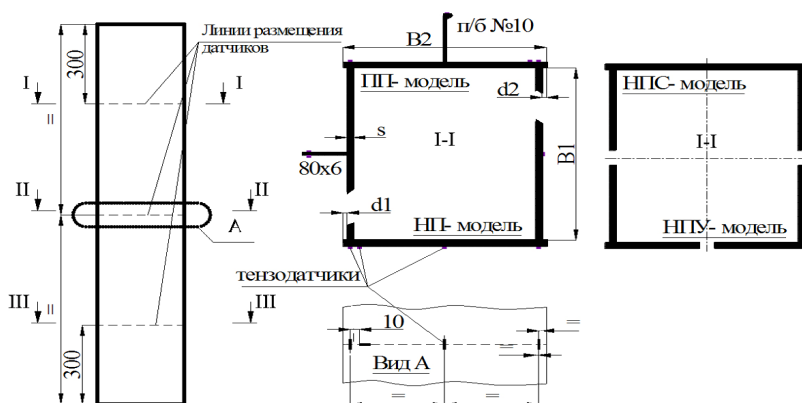 Линии размещения
датчиков
300
I
I
=
II
II
А
=
III
III
300
B2
п/б №10
ПП- модель
d2
s
I-I
B1
80x6
d1
НП- модель
тензодатчики
10
=
=
Вид А
=
=
НПС- модель
I-I
НПУ- модель